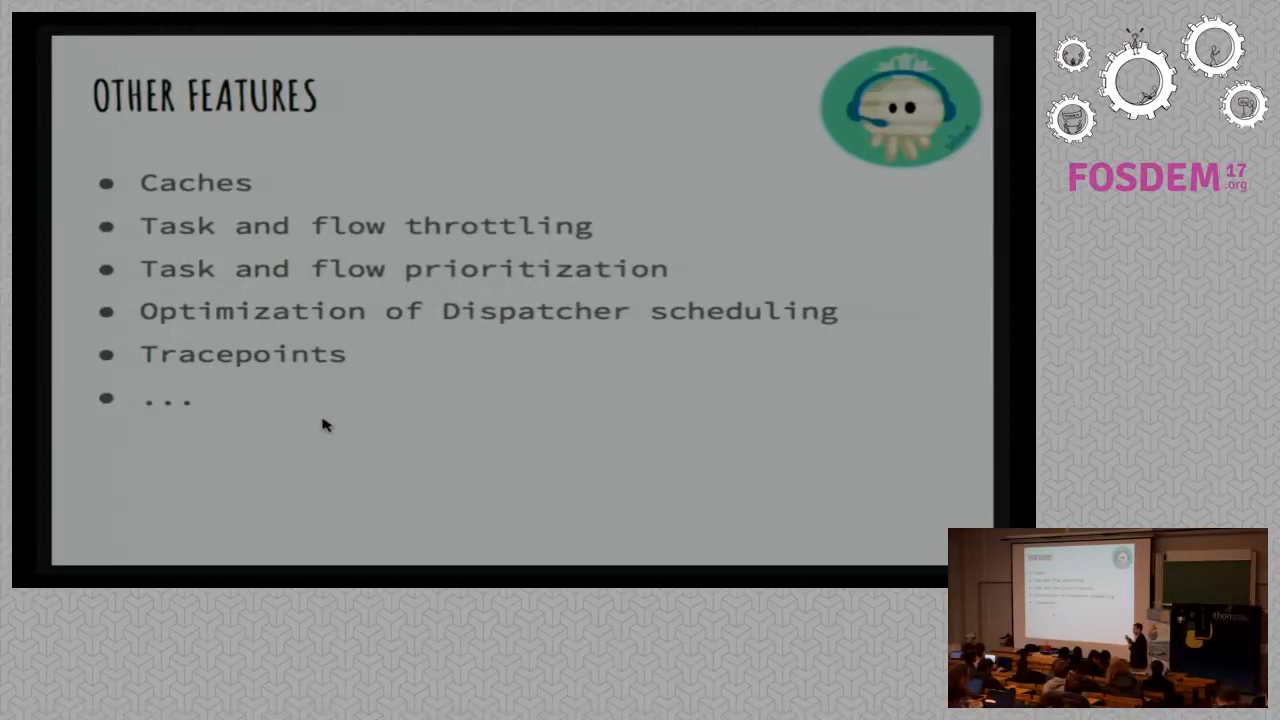 OTHER FEATURES
● Caches
● Task and flow throttling
● Task and flow prioritization
● Optimization of Dispatcher scheduling
● Tracepoints
● ...
FOSDEM 17
.org